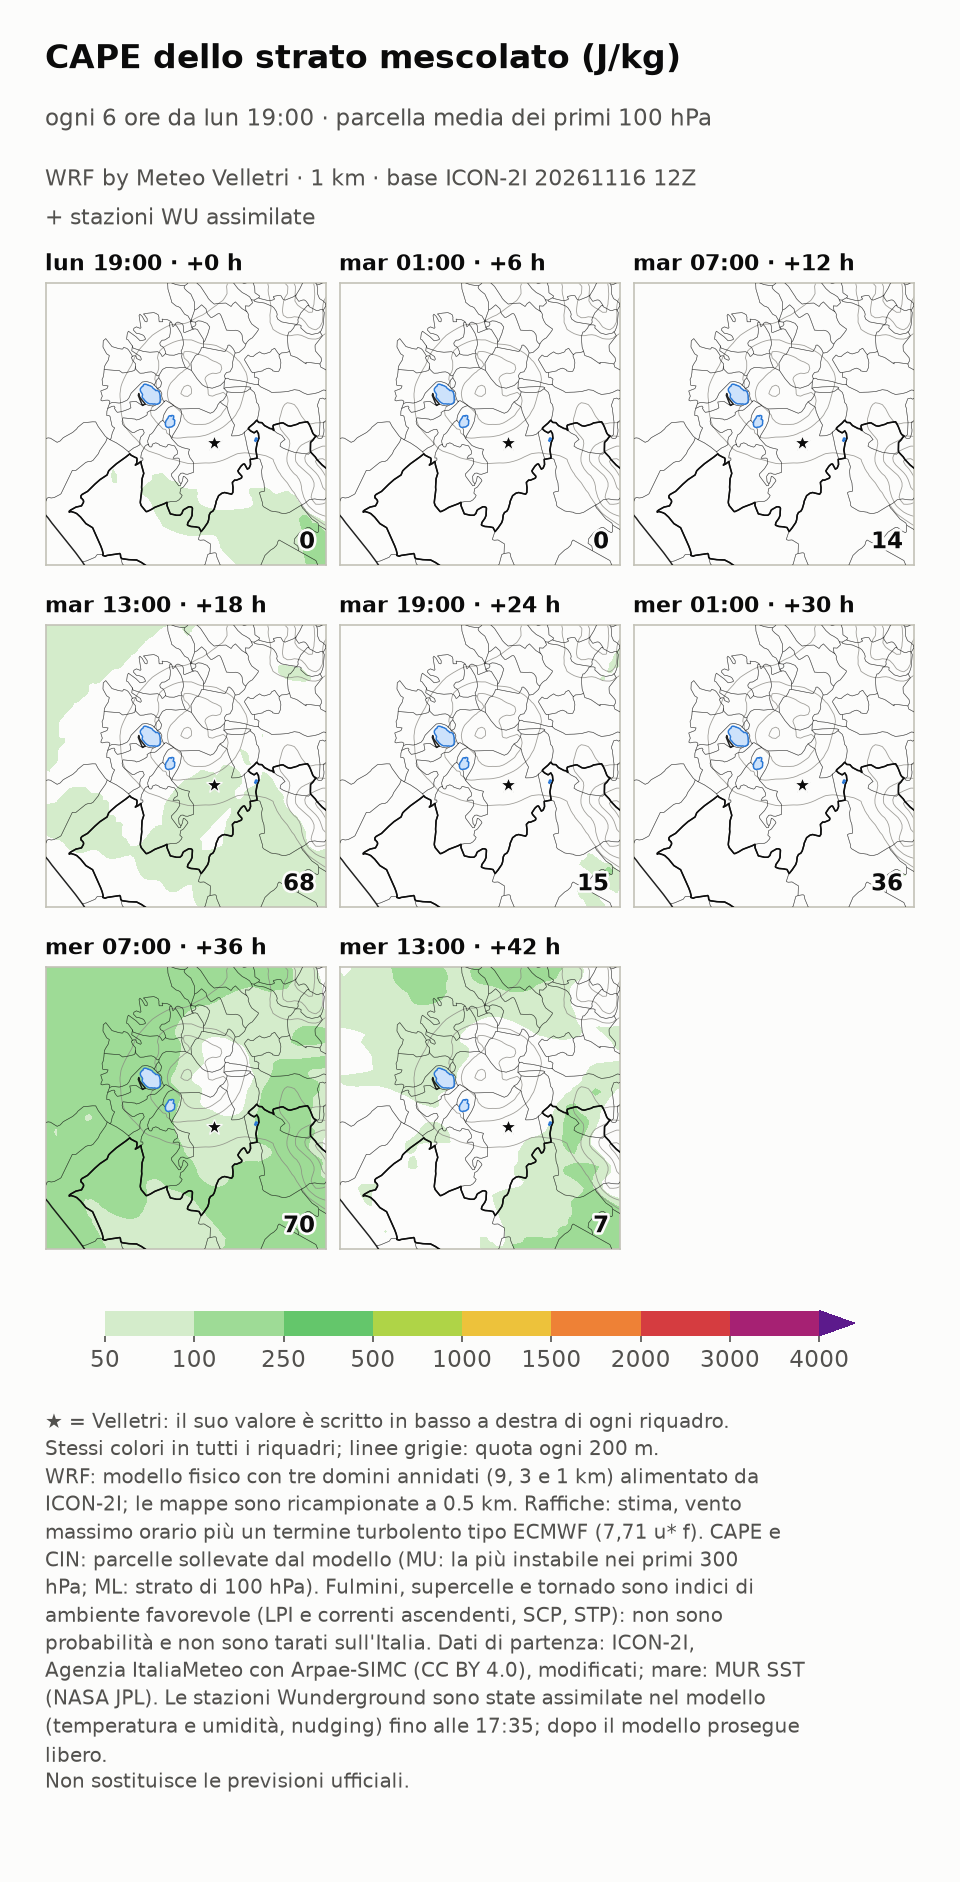 CAPE dello strato mescolato (J/kg)
ogni 6 ore da lun 19:00 · parcella media dei primi 100 hPa
WRF by Meteo Velletri · 1 km · base ICON-2I 20261116 12Z
+ stazioni WU assimilate
lun 19:00 · +0 h
mar 01:00 · +6 h
mar 07:00 · +12 h
0
0
14
mar 13:00 · +18 h
mar 19:00 · +24 h
mer 01:00 · +30 h
68
15
36
mer 07:00 · +36 h
mer 13:00 · +42 h
70
7
50 100 250 500 1000 1500 2000 3000 4000
★ = Velletri: il suo valore è scritto in basso a destra di ogni riquadro.
Stessi colori in tutti i riquadri; linee grigie: quota ogni 200 m.
WRF: modello fisico con tre domini annidati (9, 3 e 1 km) alimentato da
ICON-2I; le mappe sono ricampionate a 0.5 km. Raffiche: stima, vento
massimo orario più un termine turbolento tipo ECMWF (7,71 u* f). CAPE e
CIN: parcelle sollevate dal modello (MU: la più instabile nei primi 300
hPa; ML: strato di 100 hPa). Fulmini, supercelle e tornado sono indici di
ambiente favorevole (LPI e correnti ascendenti, SCP, STP): non sono
probabilità e non sono tarati sull'Italia. Dati di partenza: ICON-2I,
Agenzia ItaliaMeteo con Arpae-SIMC (CC BY 4.0), modificati; mare: MUR SST
(NASA JPL). Le stazioni Wunderground sono state assimilate nel modello
(temperatura e umidità, nudging) fino alle 17:35; dopo il modello prosegue
libero.
Non sostituisce le previsioni ufficiali.